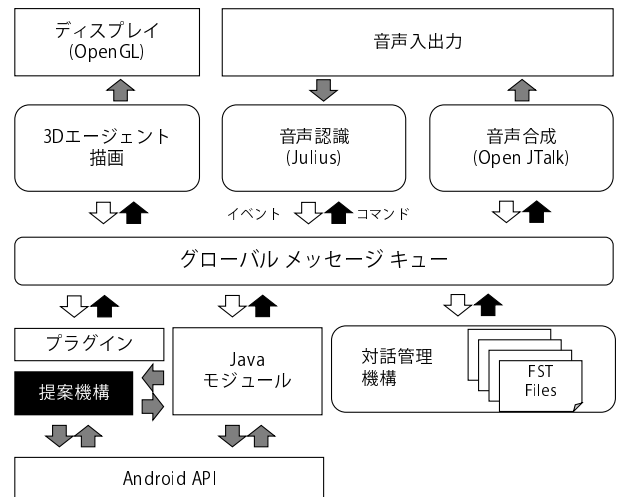 ディスプレイ
(OpenGL)
音声入出力
3Dエージェント
描画
音声認識
(Julius)
音声合成
(Open JTalk)
イベント
コマンド
グローバル メッセージ キュー
プラグイン
提案機構
Java
モジュール
対話管理
機構
FST
Files
Android API